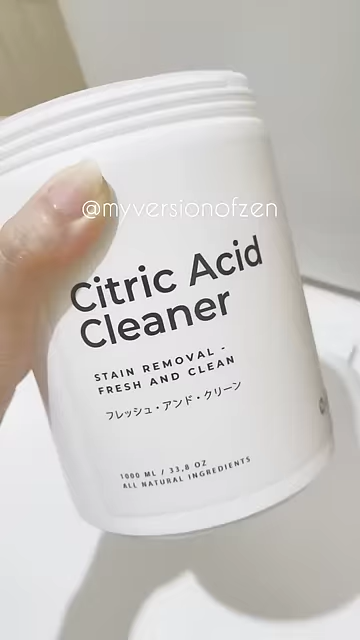 @myversionofzen
Citric Acid
Cleaner
STAIN REMOVAL -
FRESH AND CLEAN
フレッシュ・アンド・クリーン
1000 ML / 33,8 OZ
ALL NATURAL INGREDIENTS